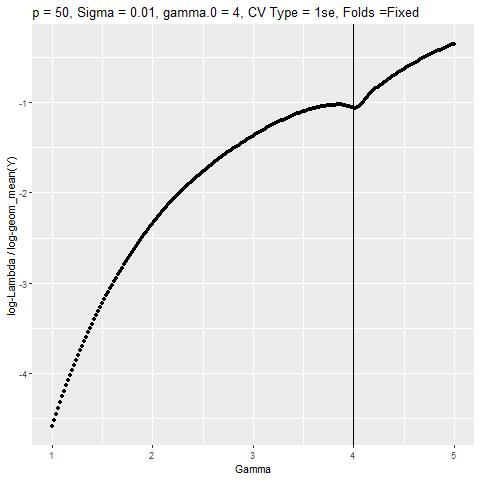 p = 50, Sigma = 0.01, gamma.0 = 4, CV Type = 1se, Folds =Fixed
log-Lambda / log-geom_mean(Y)
-1
-2
-3
-4
1 2 3 4 5
Gamma